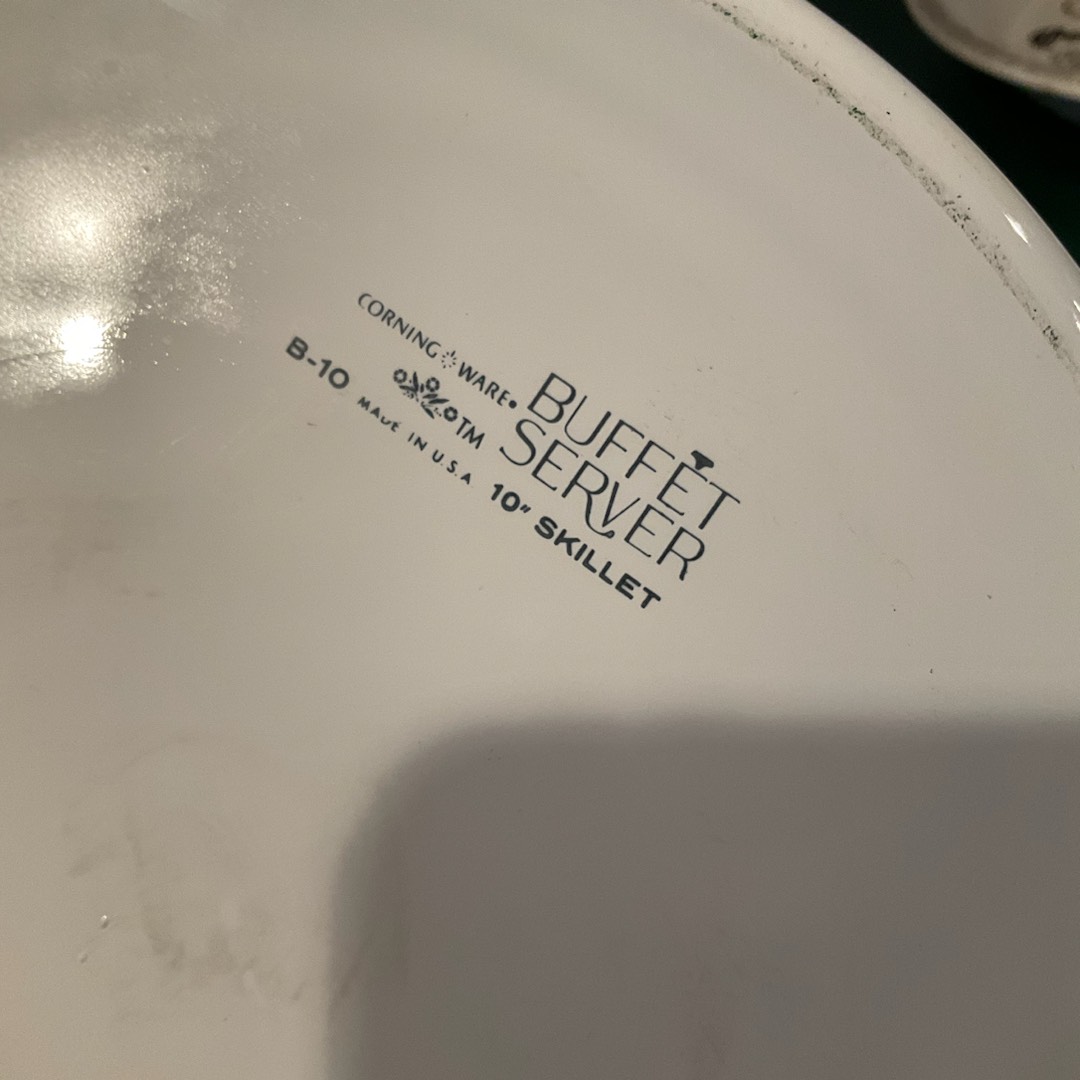 CORNING WARE®
BUFFET
SERVER
TM
B-10 MADE IN U.S.A 10" SKILLET